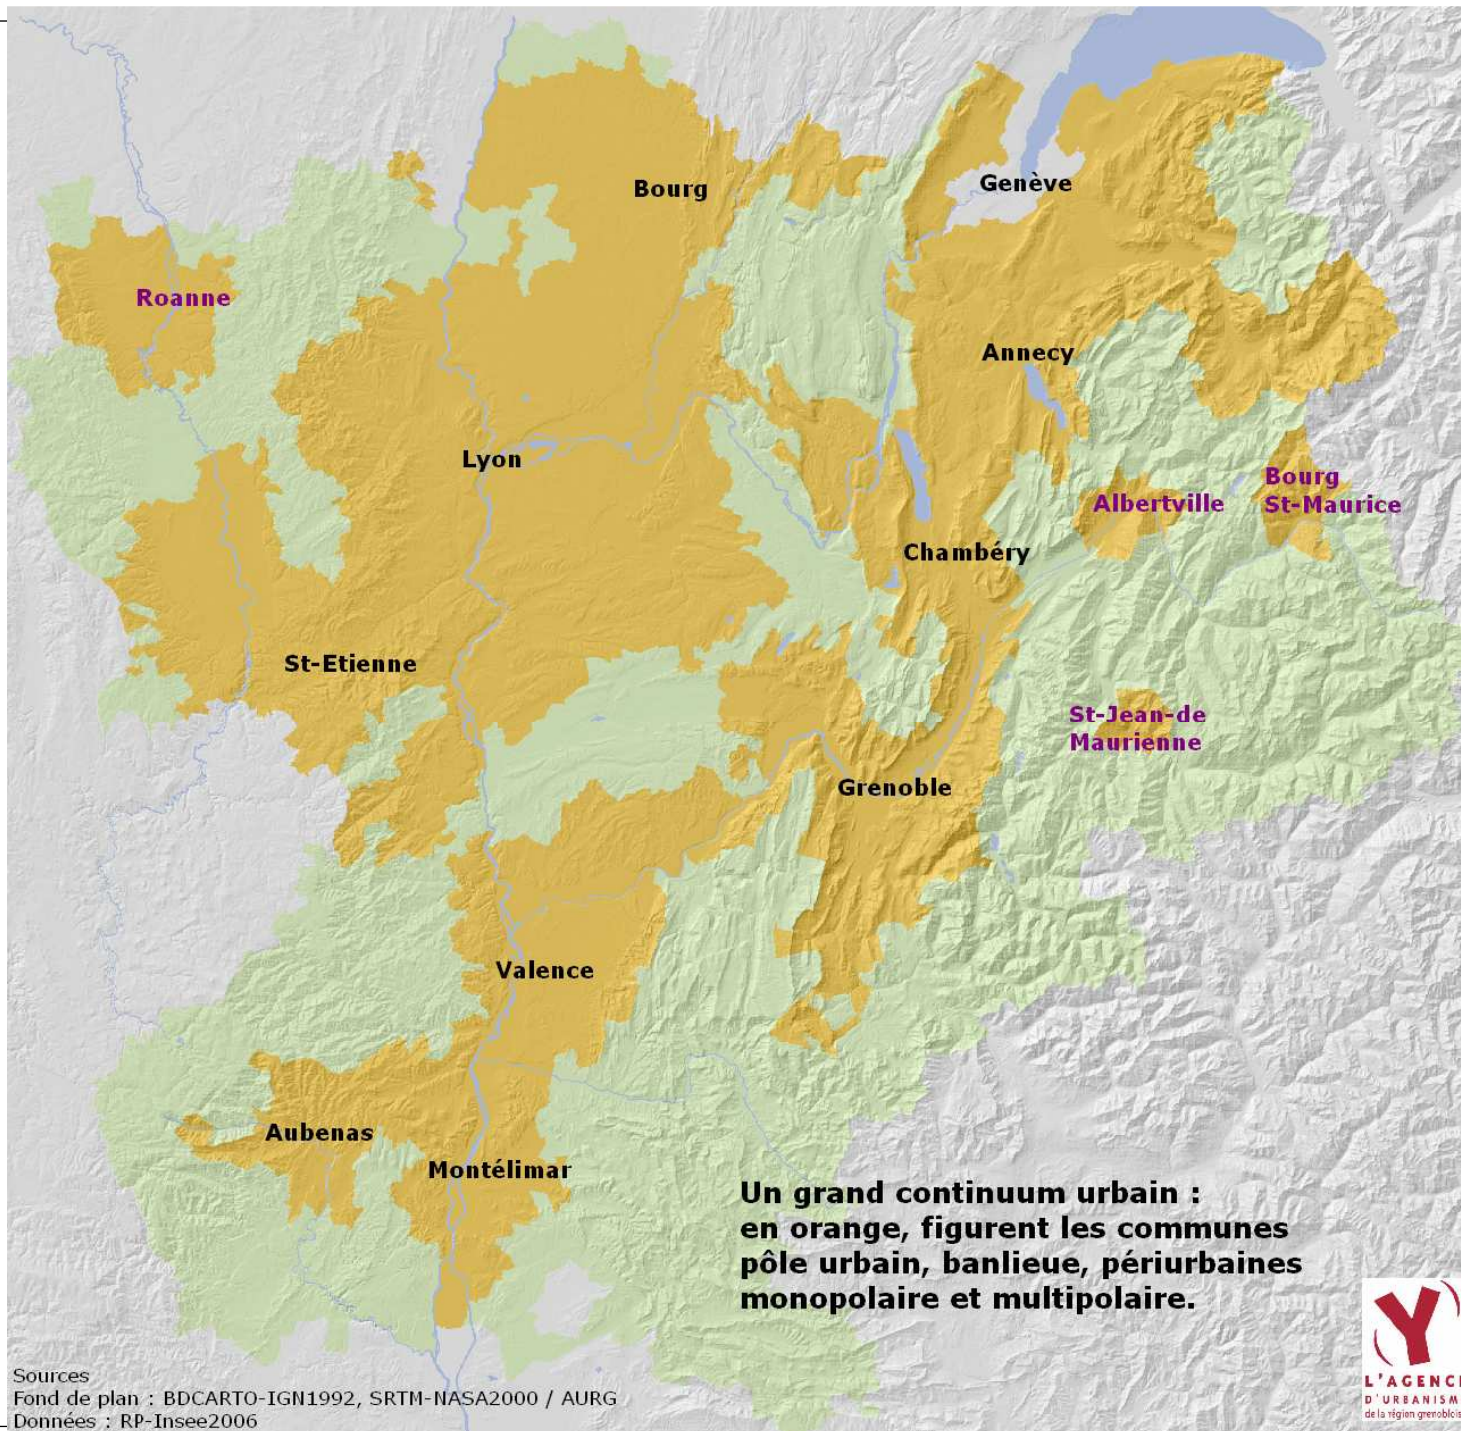 Bourg
Genève
Roanne
Annecy
Lyon
Bourg
St-Maurice
Albertville
Chambéry
St-Etienne
St-Jean-de
Maurienne
Grenoble
Valence
Aubenas
Montélimar
Un grand continuum urbain :
en orange, figurent les communes
pôle urbain, banlieue, périurbaines
monopolaire et multipolaire.
Sources
Fond de plan : BDCARTO-IGN1992, SRTM-NASA2000 / AURG
Données : RP-Insee2006
Y
L'AGENCE
D'URBANISM
de la région grenoblois